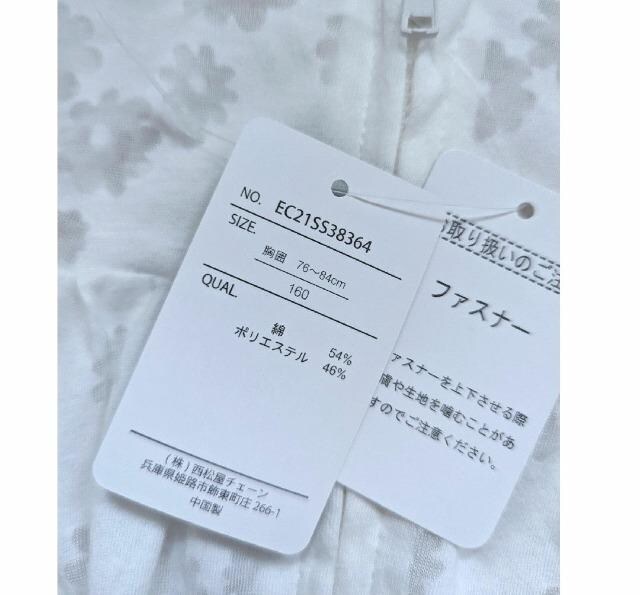 NO. EC21SS38364
SIZE.
胸囲 76～84cm
160
QUAL.
綿 54%
ポリエステル 46%
(株)西松屋チェーン
兵庫県姫路市飾東町庄 266-1
中国製
取り扱いのご注
ファスナー
ァスナーを上下させる際
や生地を噛むことがあ
すのでご注意ください。